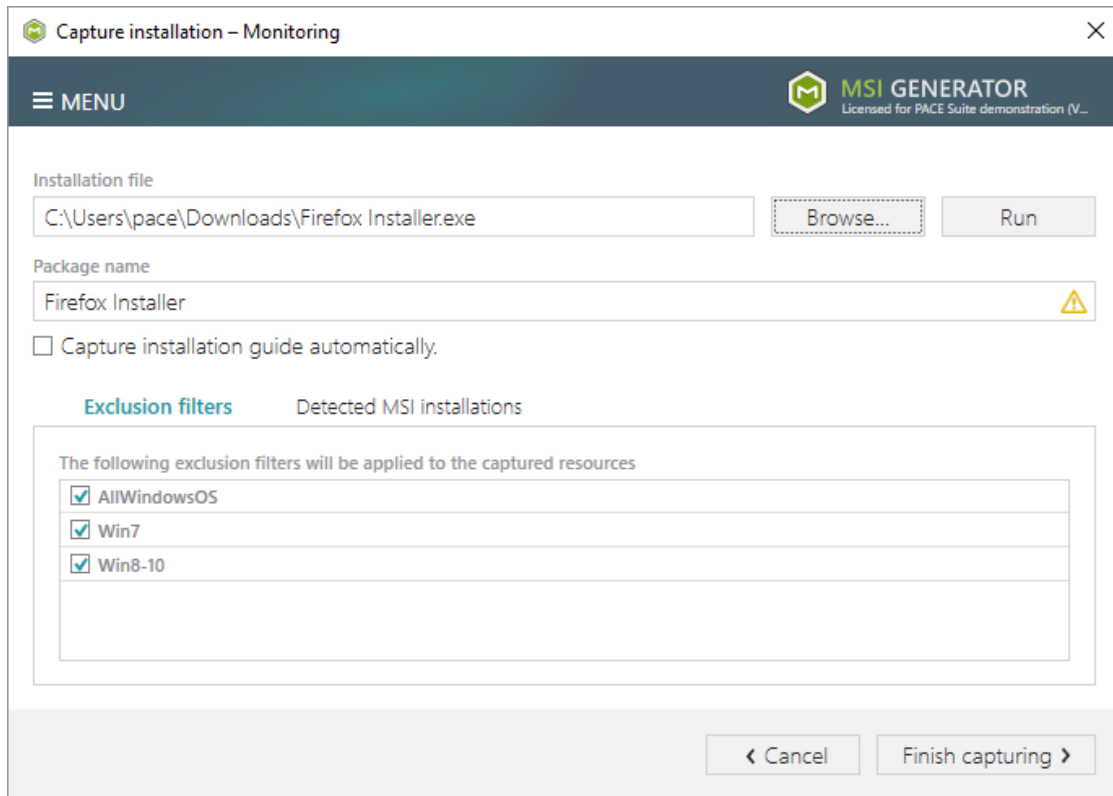 Capture installation – Monitoring
MENU
MSI GENERATOR
Licensed for PACE Suite demonstration (V...
Installation file
C:\Users\pace\Downloads\Firefox Installer.exe
Browse...
Run
Package name
Firefox Installer
Capture installation guide automatically.
Exclusion filters
Detected MSI installations
The following exclusion filters will be applied to the captured resources
AllWindowsOS
Win7
Win8-10
Cancel
Finish capturing